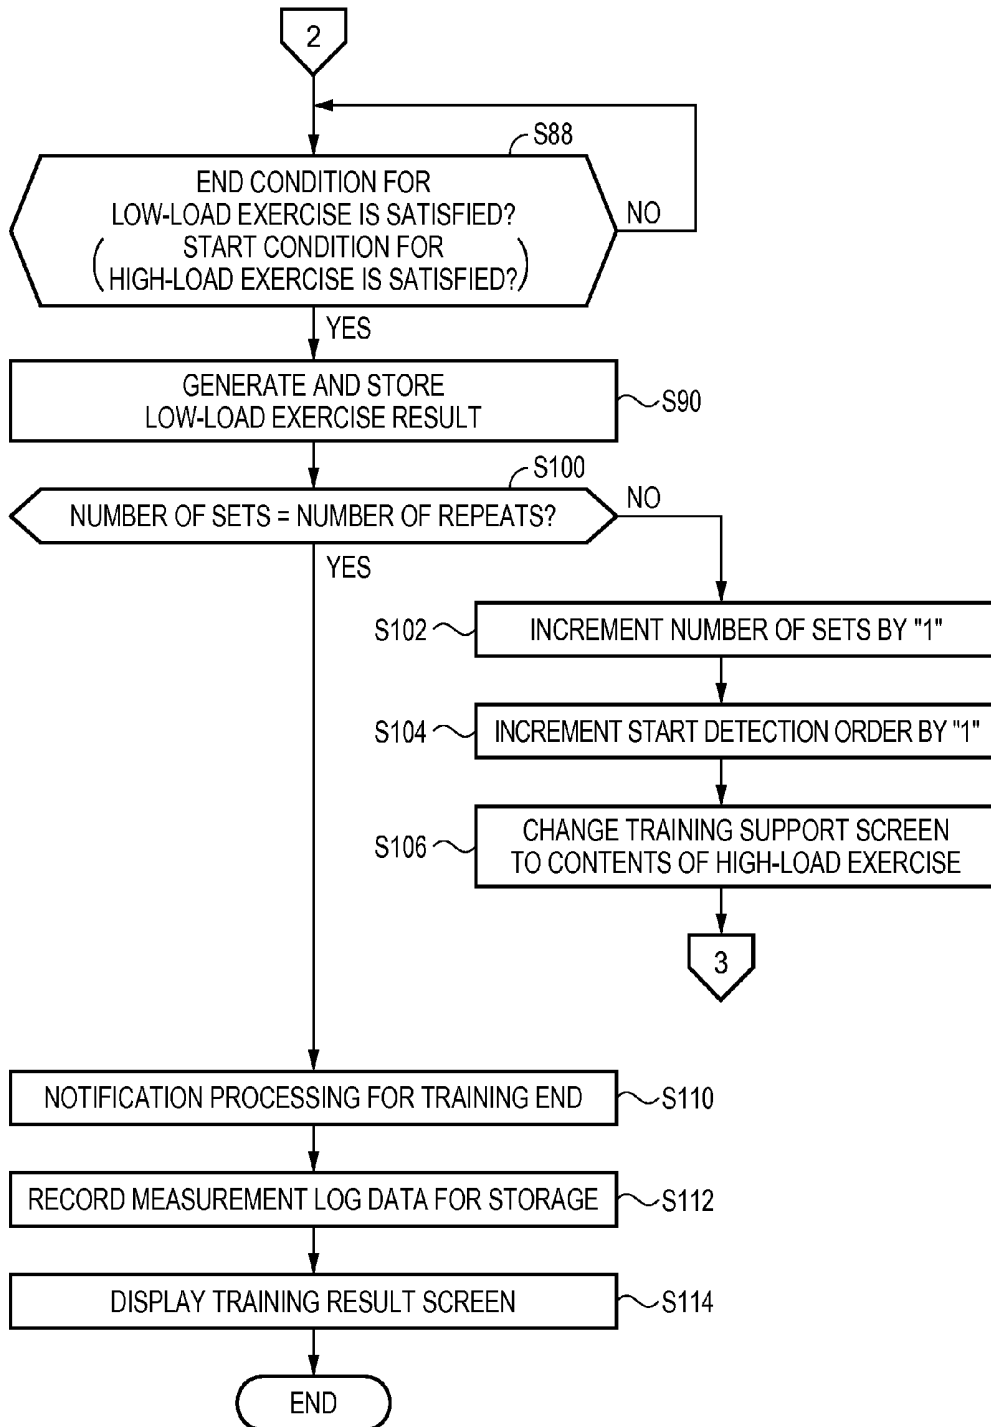 2
S88
END CONDITION FOR
LOW-LOAD EXERCISE IS SATISFIED?
NO
(START CONDITION FOR
HIGH-LOAD EXERCISE IS SATISFIED?)
YES
GENERATE AND STORE
LOW-LOAD EXERCISE RESULT
S90
S100
NUMBER OF SETS = NUMBER OF REPEATS?
NO
YES
S102
INCREMENT NUMBER OF SETS BY "1"
S104
INCREMENT START DETECTION ORDER BY "1"
S106
CHANGE TRAINING SUPPORT SCREEN
TO CONTENTS OF HIGH-LOAD EXERCISE
3
NOTIFICATION PROCESSING FOR TRAINING END
S110
RECORD MEASUREMENT LOG DATA FOR STORAGE
S112
DISPLAY TRAINING RESULT SCREEN
S114
END